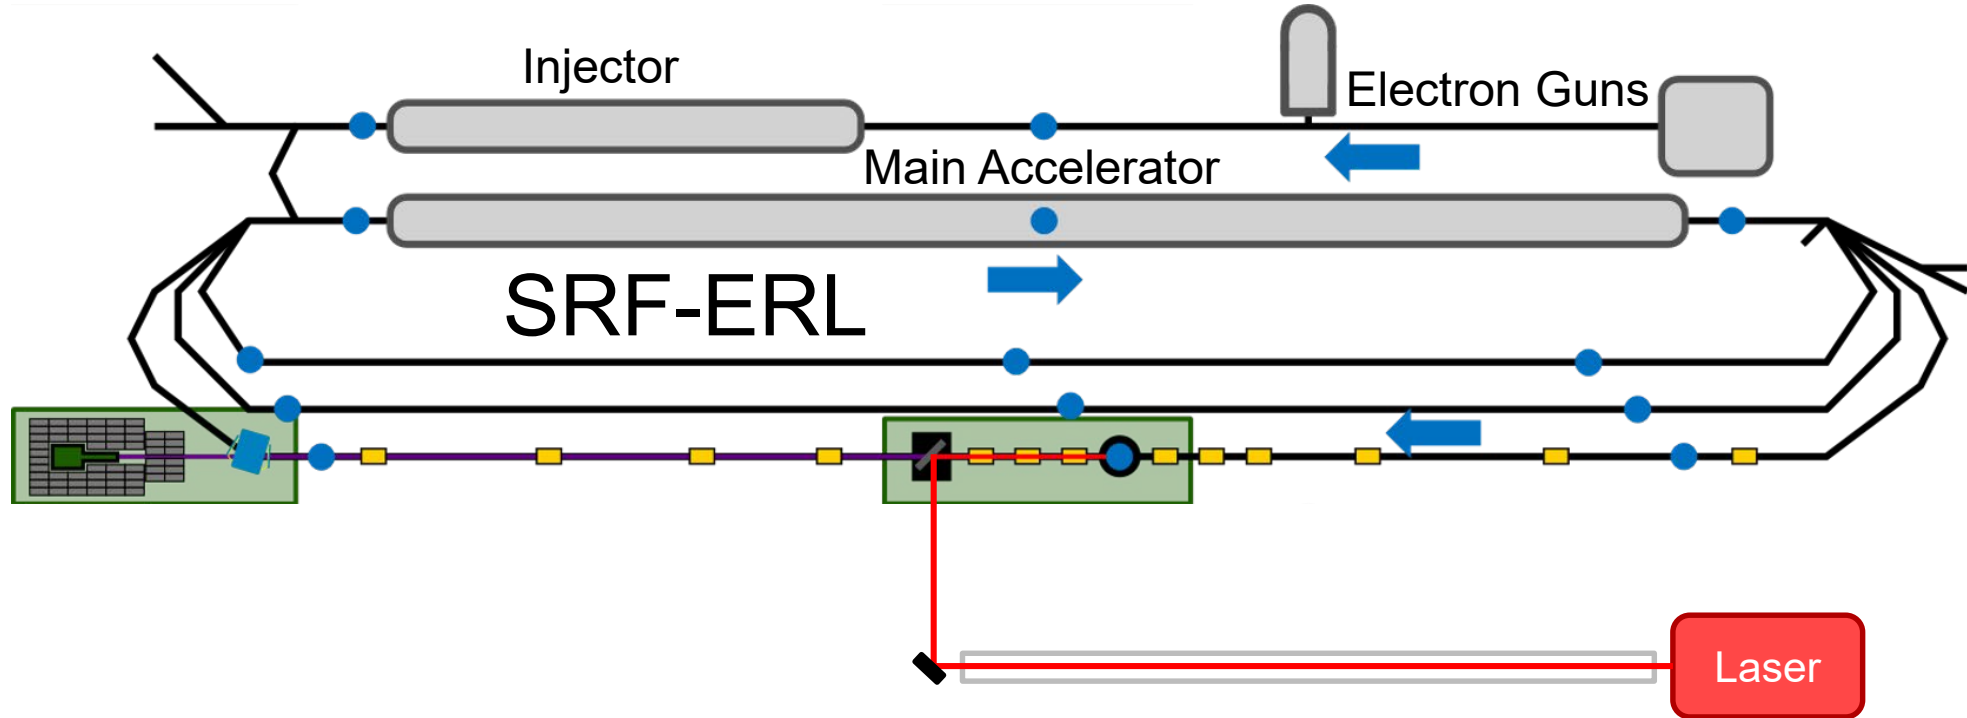 Injector
Electron Guns
Main Accelerator
SRF-ERL
Laser